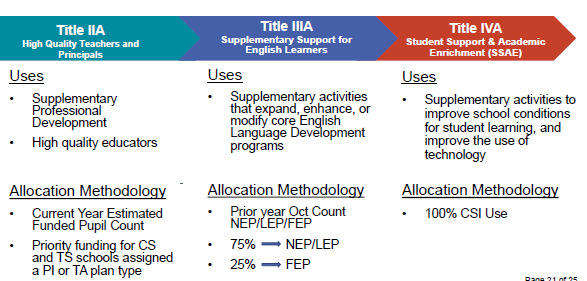 Title IIA
High Quality Teachers and
Principals
Uses
• Supplementary
Professional
Development
• High quality educators
Allocation Methodology
• Current Year Estimated
Funded Pupil Count
• Priority funding for CS
and TS schools assigned
a PI or TA plan type
Title IIIA
Supplementary Support for
English Learners
Uses
• Supplementary activities
that expand, enhance, or
modify core English
Language Development
programs
Allocation Methodology
• Prior year Oct Count
NEP/LEP/FEP
• 75% ➡ NEP/LEP
• 25% ➡ FEP
Title IVA
Student Support & Academic
Enrichment (SSAE)
Uses
• Supplementary activities to
improve school conditions
for student learning, and
improve the use of
technology
Allocation Methodology
• 100% CSI Use
Page 21 of 25